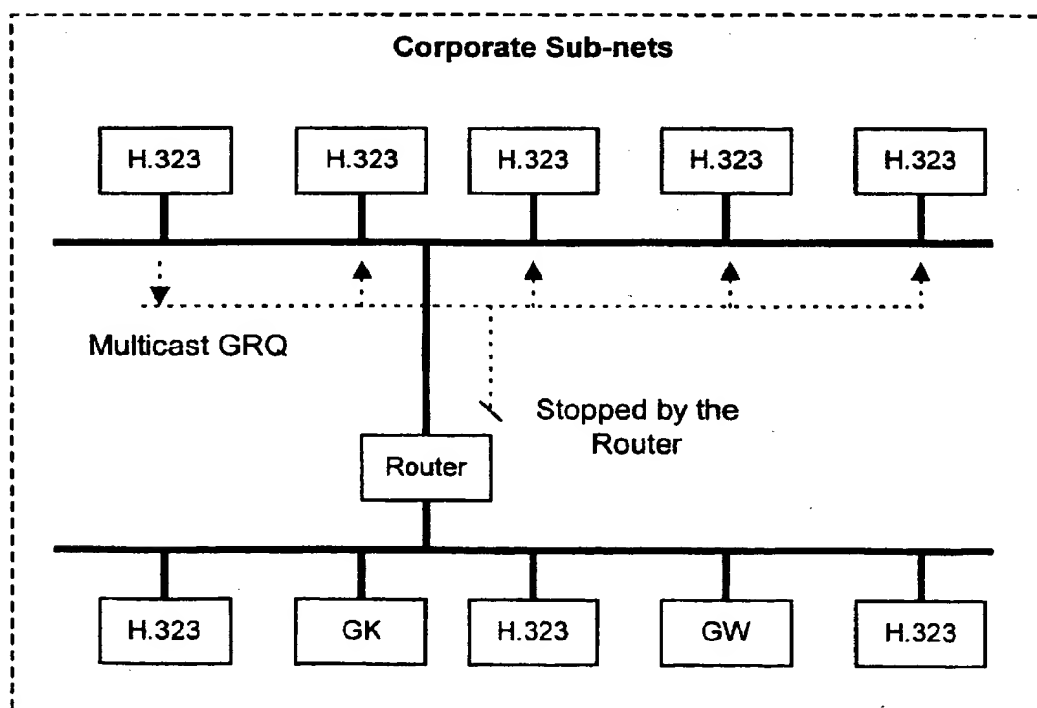 Corporate Sub-nets
H.323 H.323 H.323 H.323 H.323
Multicast GRQ
Stopped by the
Router
Router
H.323 GK H.323 GW H.323